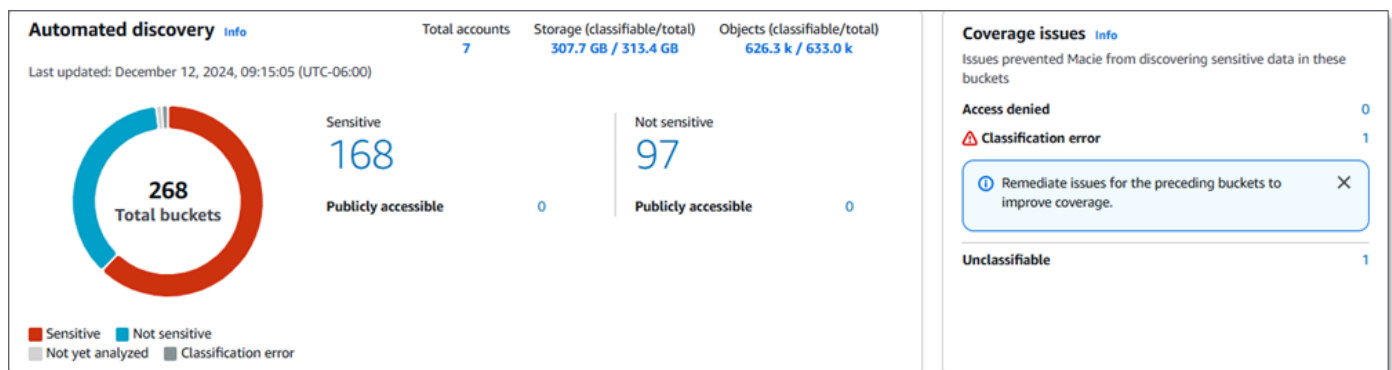 Automated discovery Info
Total accounts
7
Storage (classifiable/total)
307.7 GB / 313.4 GB
Objects (classifiable/total)
626.3 k / 633.0 k
Last updated: December 12, 2024, 09:15:05 (UTC-06:00)
268
Total buckets
Sensitive
168
Publicly accessible 0
Not sensitive
97
Publicly accessible 0
Sensitive Not sensitive
Not yet analyzed Classification error
Coverage issues Info
Issues prevented Macie from discovering sensitive data in these
buckets
Access denied 0
Classification error 1
Remediate issues for the preceding buckets to
improve coverage.
Unclassifiable 1